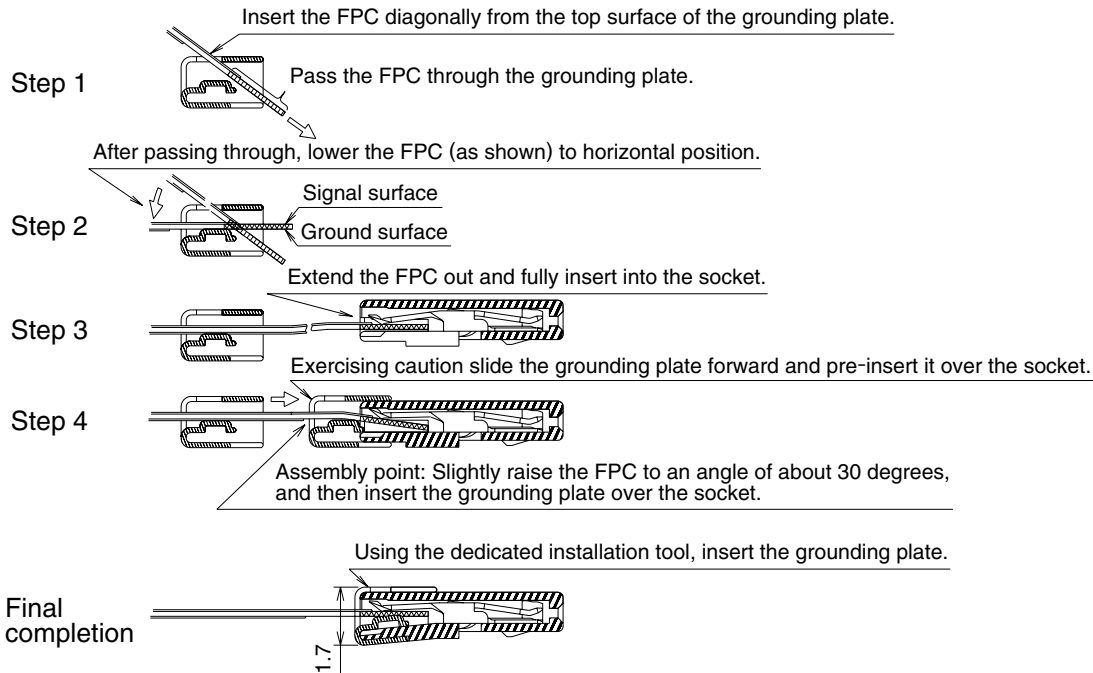 Insert the FPC diagonally from the top surface of the grounding plate.
Step 1
Pass the FPC through the grounding plate.
After passing through, lower the FPC (as shown) to horizontal position.
Signal surface
Step 2
Ground surface
Extend the FPC out and fully insert into the socket.
Step 3
Exercising caution slide the grounding plate forward and pre-insert it over the socket.
Step 4
Assembly point: Slightly raise the FPC to an angle of about 30 degrees,
and then insert the grounding plate over the socket.
Using the dedicated installation tool, insert the grounding plate.
Final
completion
1.7